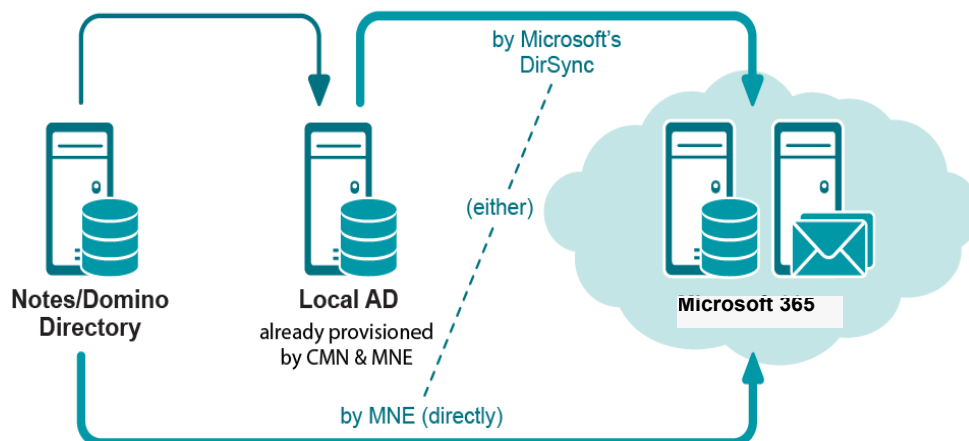 by Microsoft's
DirSync
(either)
Notes/Domino
Directory
Local AD
already provisioned
by CMN & MNE
Microsoft 365
by MNE (directly)